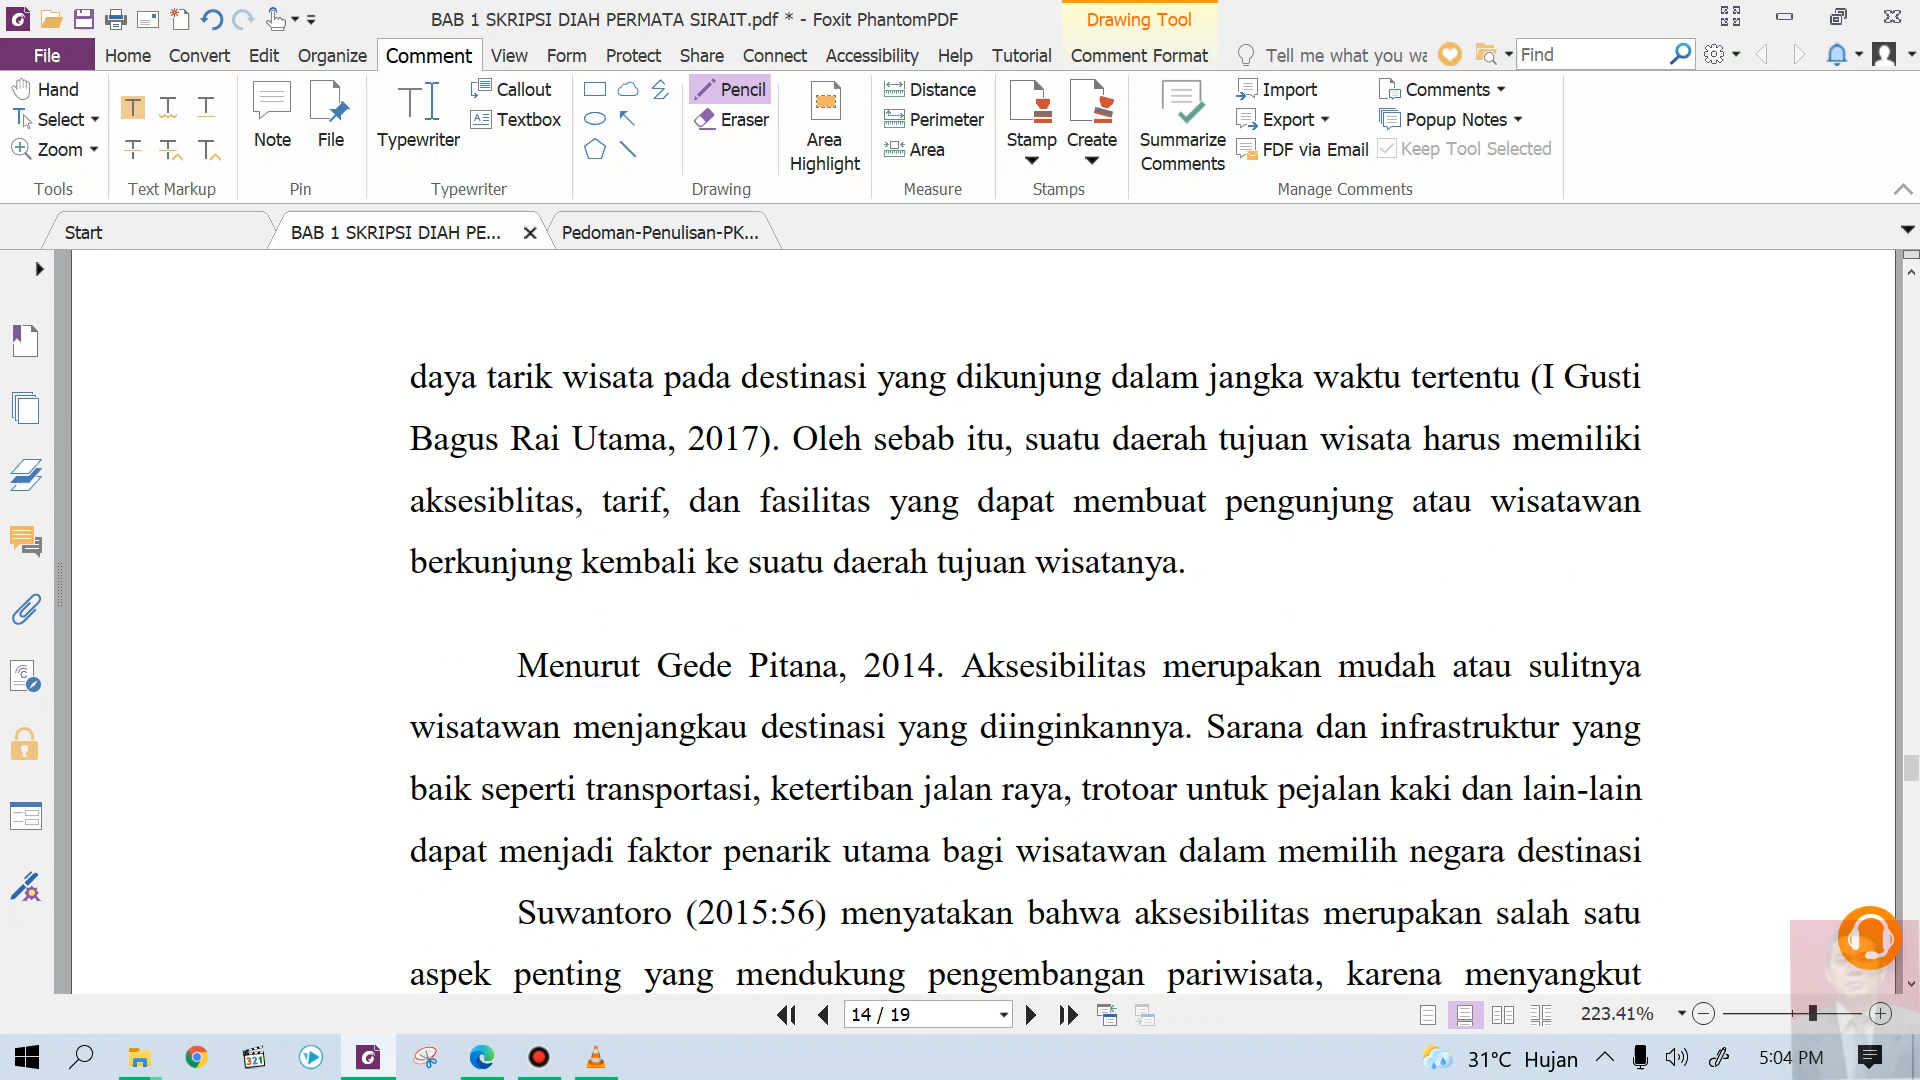 BAB 1 SKRIPSI DIAH PERMATA SIRAIT.pdf * - Foxit PhantomPDF
Drawing Tool
File Home Convert Edit Organize Comment View Form Protect Share Connect Accessibility Help Tutorial Comment Format Tell me what you wa Find
Hand
Select
Zoom
Tools
Text Markup
Note
File
Pin
Typewriter
Callout
Textbox
Typewriter
Pencil
Eraser
Drawing
Area
Highlight
Distance
Perimeter
Area
Measure
Stamp
Create
Stamps
Summarize
Comments
Import
Export
FDF via Email
Comments
Popup Notes
Keep Tool Selected
Manage Comments
Start
BAB 1 SKRIPSI DIAH PE...
Pedoman-Penulisan-PK...
daya tarik wisata pada destinasi yang dikunjung dalam jangka waktu tertentu (I Gusti
Bagus Rai Utama, 2017). Oleh sebab itu, suatu daerah tujuan wisata harus memiliki
aksesiblitas, tarif, dan fasilitas yang dapat membuat pengunjung atau wisatawan
berkunjung kembali ke suatu daerah tujuan wisatanya.
Menurut Gede Pitana, 2014. Aksesibilitas merupakan mudah atau sulitnya
wisatawan menjangkau destinasi yang diinginkannya. Sarana dan infrastruktur yang
baik seperti transportasi, ketertiban jalan raya, trotoar untuk pejalan kaki dan lain-lain
dapat menjadi faktor penarik utama bagi wisatawan dalam memilih negara destinasi
Suwantoro (2015:56) menyatakan bahwa aksesibilitas merupakan salah satu
aspek penting yang mendukung pengembangan pariwisata, karena menyangkut
14 / 19
223.41%
31°C Hujan
5:04 PM